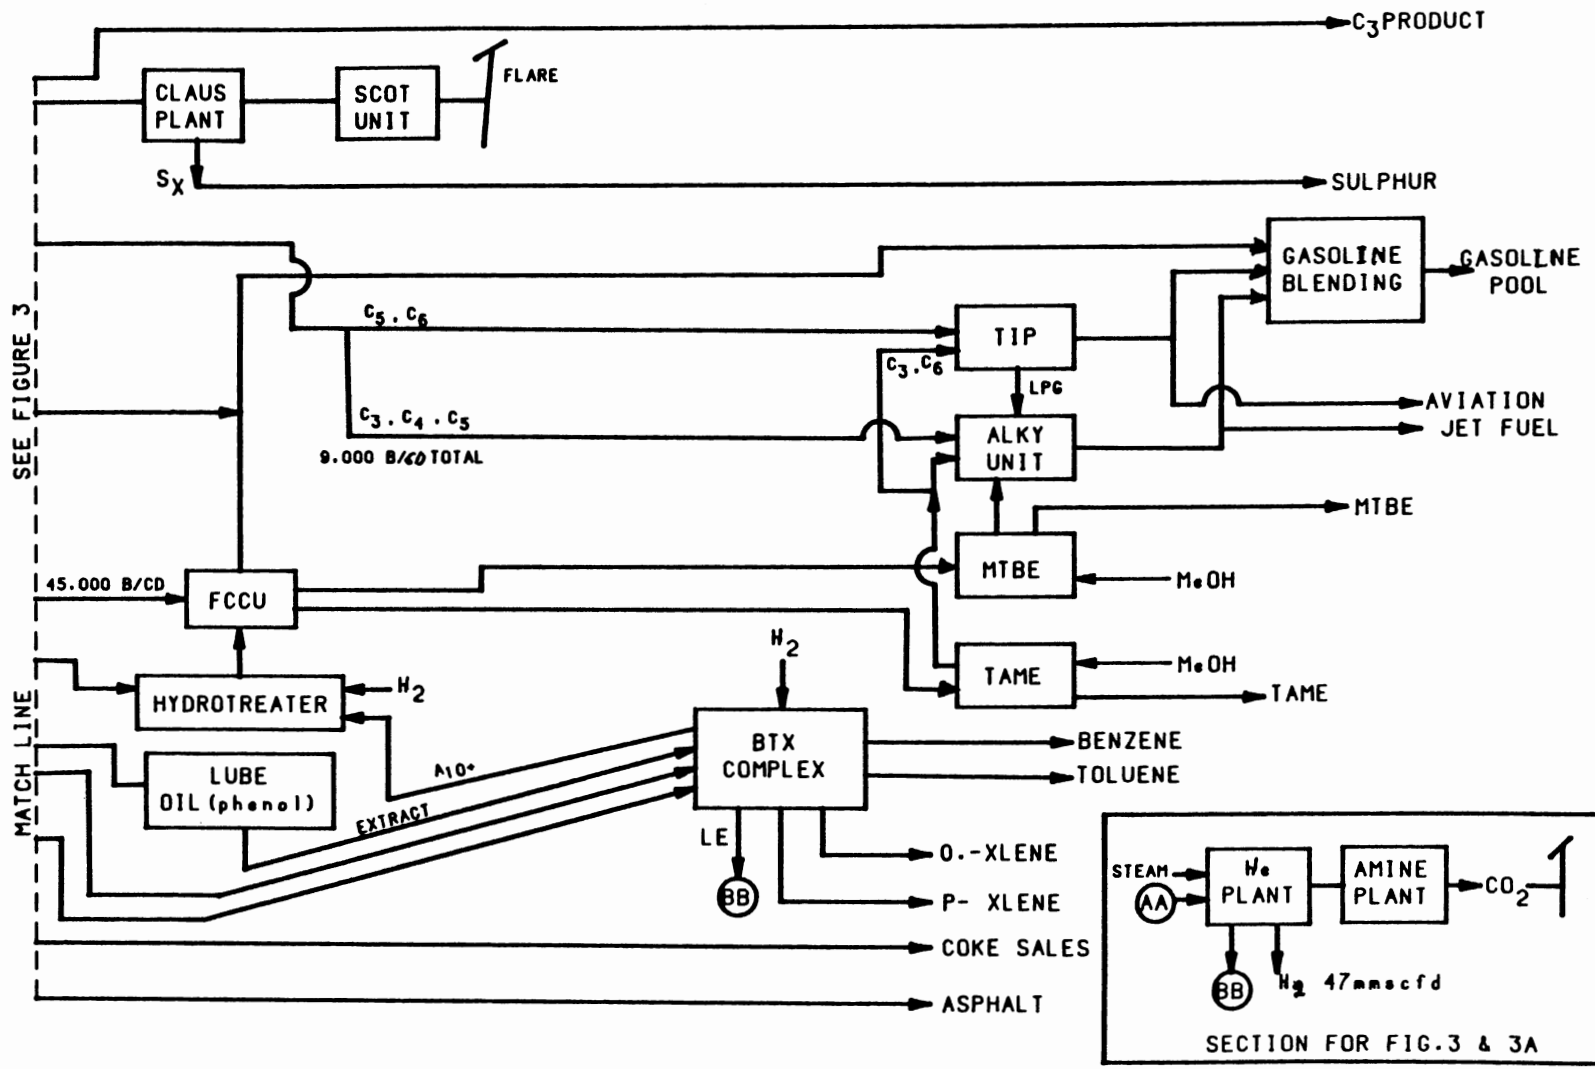 C3 PRODUCT
FLARE
CLAUS
PLANT
SCOT
UNIT
SX
SULPHUR
SEE FIGURE 3
GASOLINE
BLENDING
GASOLINE
POOL
C5 . C6
TIP
C3 . C6
LPG
AVIATION
JET FUEL
C3 . C4 . C5
9.000 B/CD TOTAL
ALKY
UNIT
MTBE
45.000 B/CD
FCCU
MTBE
MeOH
H2
TAME
MeOH
TAME
HYDROTREATER
H2
MATCH LINE
BTX
COMPLEX
BENZENE
TOLUENE
A10+
LUBE
OIL (phenol)
EXTRACT
LE
BB
O.-XLENE
P- XLENE
COKE SALES
ASPHALT
STEAM
AA
He
PLANT
AMINE
PLANT
CO2
BB
H2 47mmscfd
SECTION FOR FIG.3 & 3A